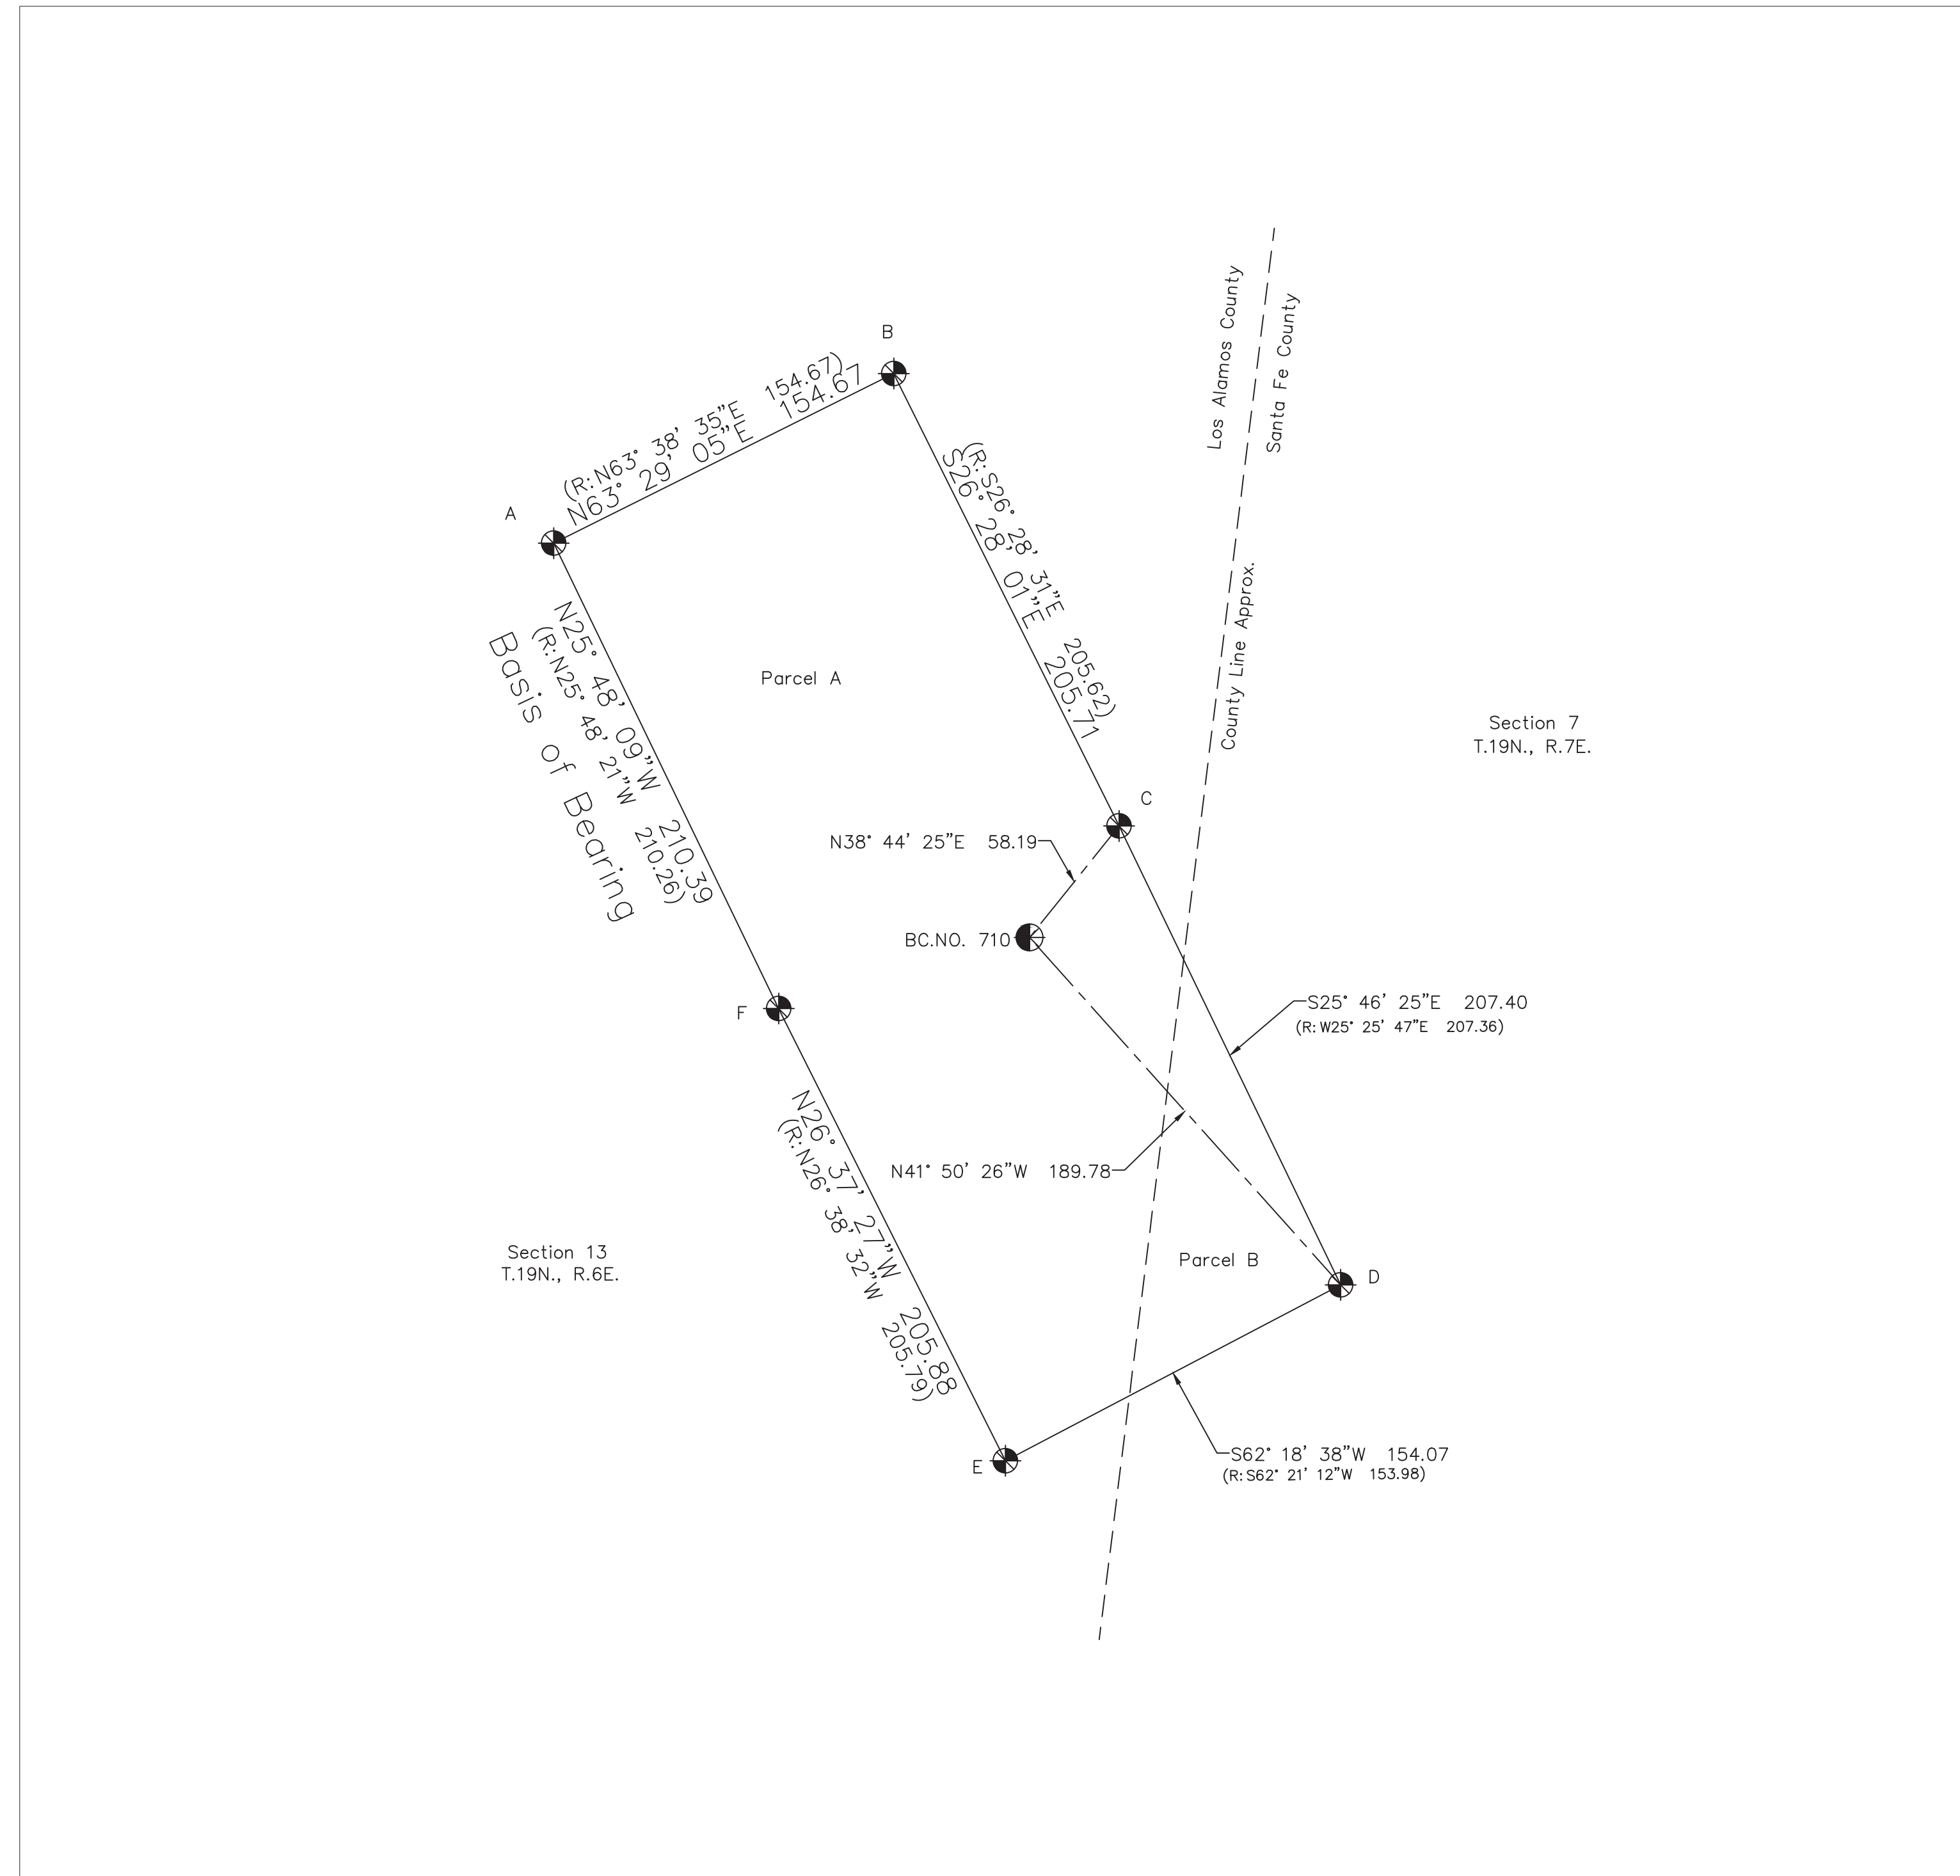 B
(R:N63° 38' 35"E 154.67)
N63° 29' 05"E 154.67
A
Los Alamos County
Santa Fe County
(R:S26° 28' 31"E 205.62)
S26° 28' 01"E 205.71
N25° 48' 09"W 210.39
(R:N25° 48' 21"W 210.26)
Basis of Bearing
Parcel A
County Line Approx.
Section 7
T.19N., R.7E.
C
N38° 44' 25"E 58.19
BC.NO. 710
F
S25° 46' 25"E 207.40
(R:W25° 25' 47"E 207.36)
N26° 37' 27"W 205.88
(R:N26° 38' 32"W 205.79)
N41° 50' 26"W 189.78
Section 13
T.19N., R.6E.
Parcel B
D
E
S62° 18' 38"W 154.07
(R:S62° 21' 12"W 153.98)